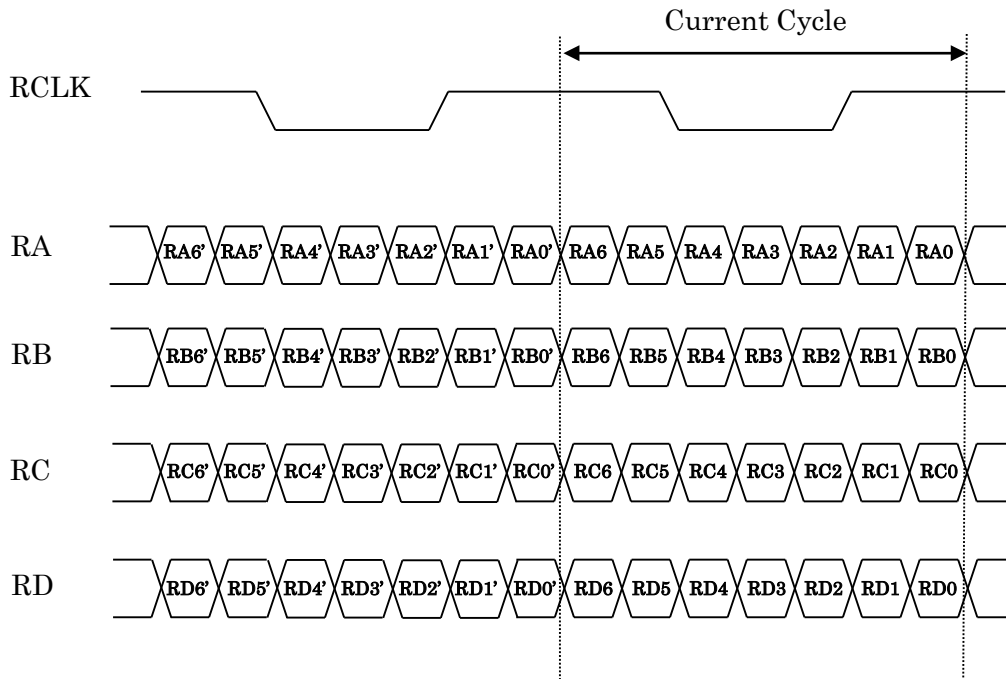 Current Cycle
RCLK
RA RA6’ RA5’ RA4’ RA3’ RA2’ RA1’ RA0’ RA6 RA5 RA4 RA3 RA2 RA1 RA0
RB RB6’ RB5’ RB4’ RB3’ RB2’ RB1’ RB0’ RB6 RB5 RB4 RB3 RB2 RB1 RB0
RC RC6’ RC5’ RC4’ RC3’ RC2’ RC1’ RC0’ RC6 RC5 RC4 RC3 RC2 RC1 RC0
RD RD6’ RD5’ RD4’ RD3’ RD2’ RD1’ RD0’ RD6 RD5 RD4 RD3 RD2 RD1 RD0